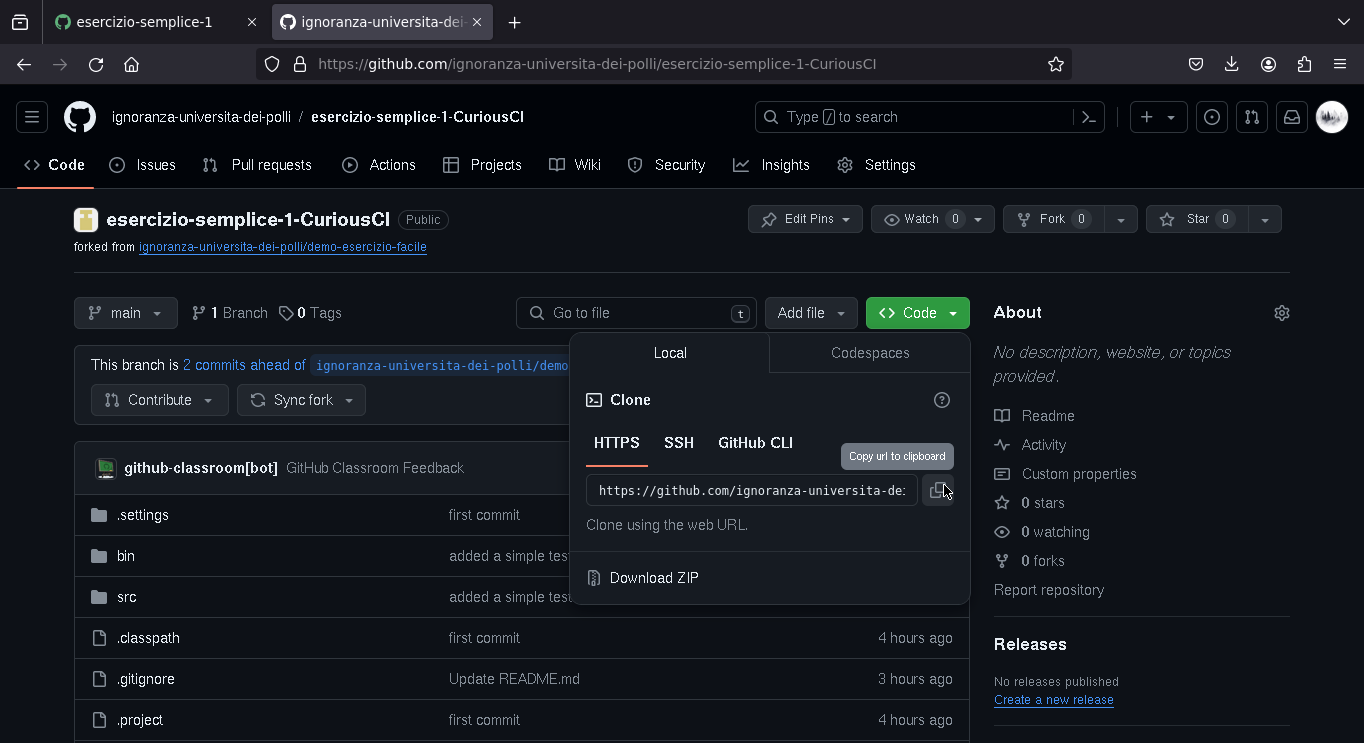 esercizio-semplice-1
ignoranza-universita-dei-
https://github.com/ignoranza-universita-dei-polli/esercizio-semplice-1-CuriousCI
ignoranza-universita-dei-polli / esercizio-semplice-1-CuriousCI
Type / to search
Code Issues Pull requests Actions Projects Wiki Security Insights Settings
esercizio-semplice-1-CuriousCI Public
Edit Pins Watch 0 Fork 0 Star 0
forked from ignoranza-universita-dei-polli/demo-esercizio-facile
main 1 Branch 0 Tags
Go to file t
Add file
Code
This branch is 2 commits ahead of ignoranza-universita-dei-polli/demo
Contribute Sync fork
github-classroom[bot] GitHub Classroom Feedback
.settings first commit
bin added a simple test
src added a simple test
.classpath first commit 4 hours ago
.gitignore Update README.md 3 hours ago
.project first commit 4 hours ago
Local Codespaces
Clone
HTTPS SSH GitHub CLI
Copy url to clipboard
https://github.com/ignoranza-universita-de:
Clone using the web URL.
Download ZIP
About
No description, website, or topics
provided.
Readme
Activity
Custom properties
0 stars
0 watching
0 forks
Report repository
Releases
No releases published
Create a new release